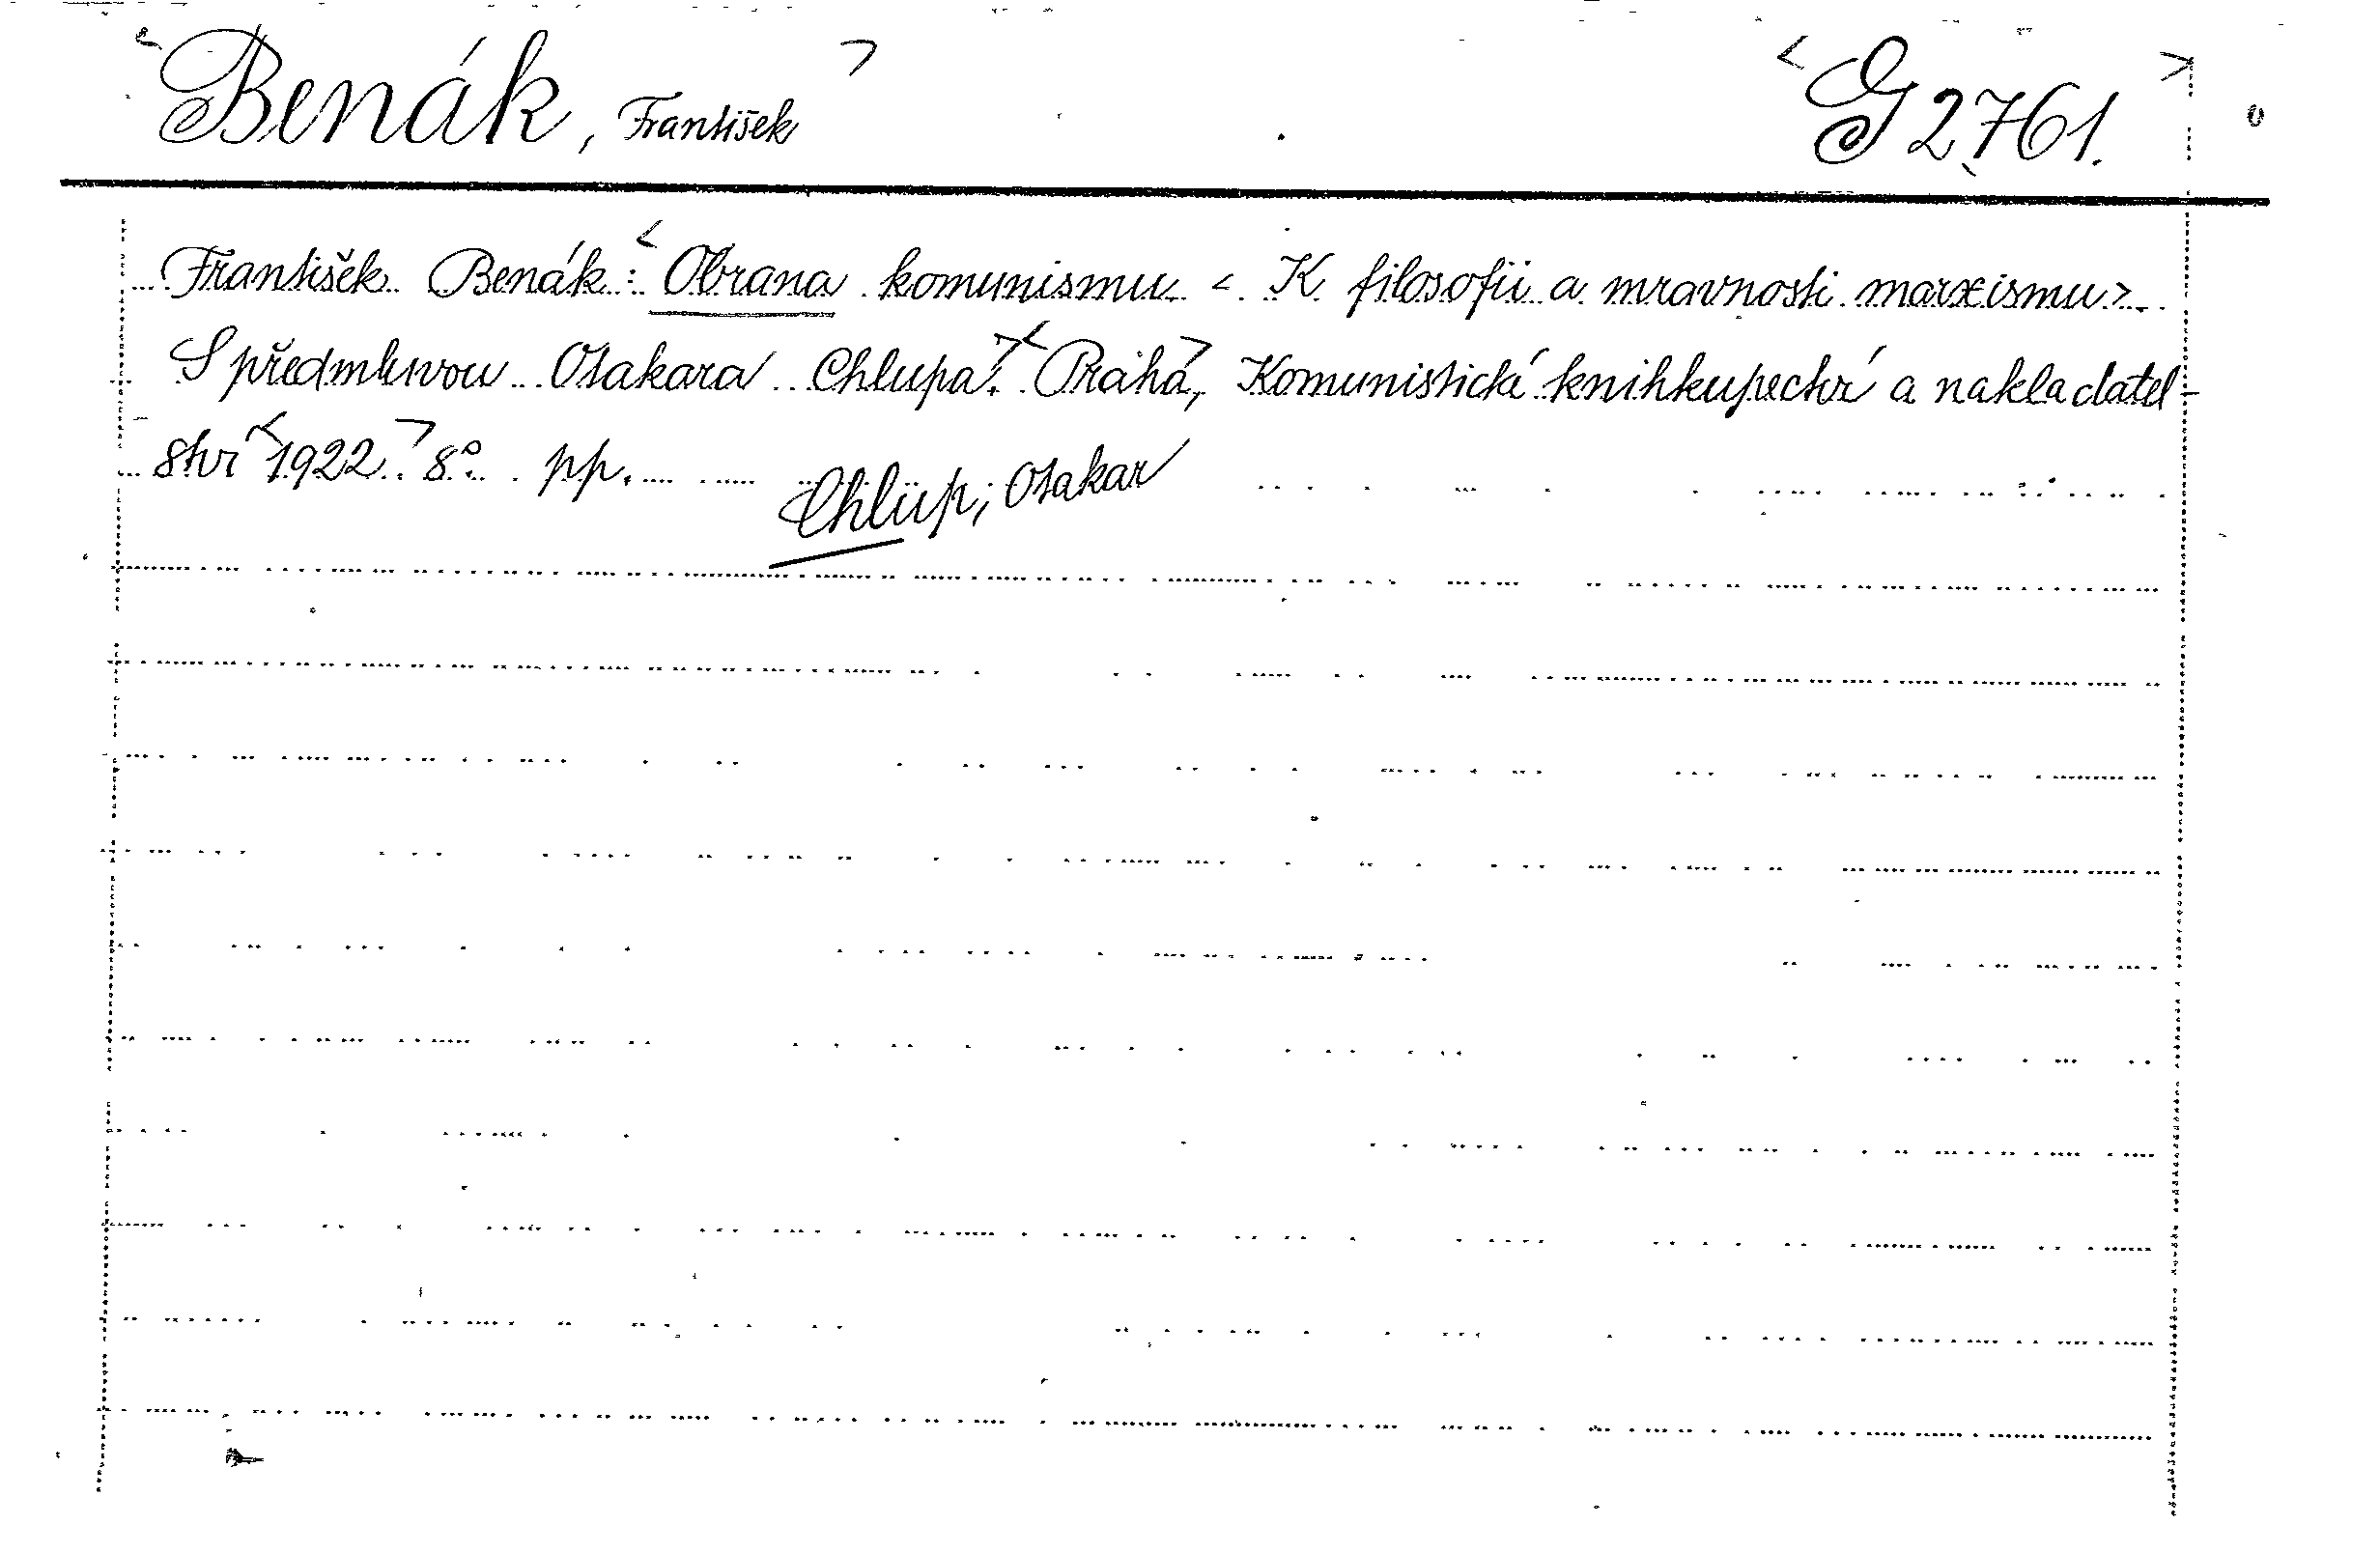 <Benák, František> <G 2761.>
František Benák: <Obrana komunismu < K filosofii a mravnosti marxismu>.
S předmluvou Otakara Chlupa>. <Praha>, Komunistické knihkupectví a nakladatel-
ství <1922.> 8°. pp.
Chlup, Otakar